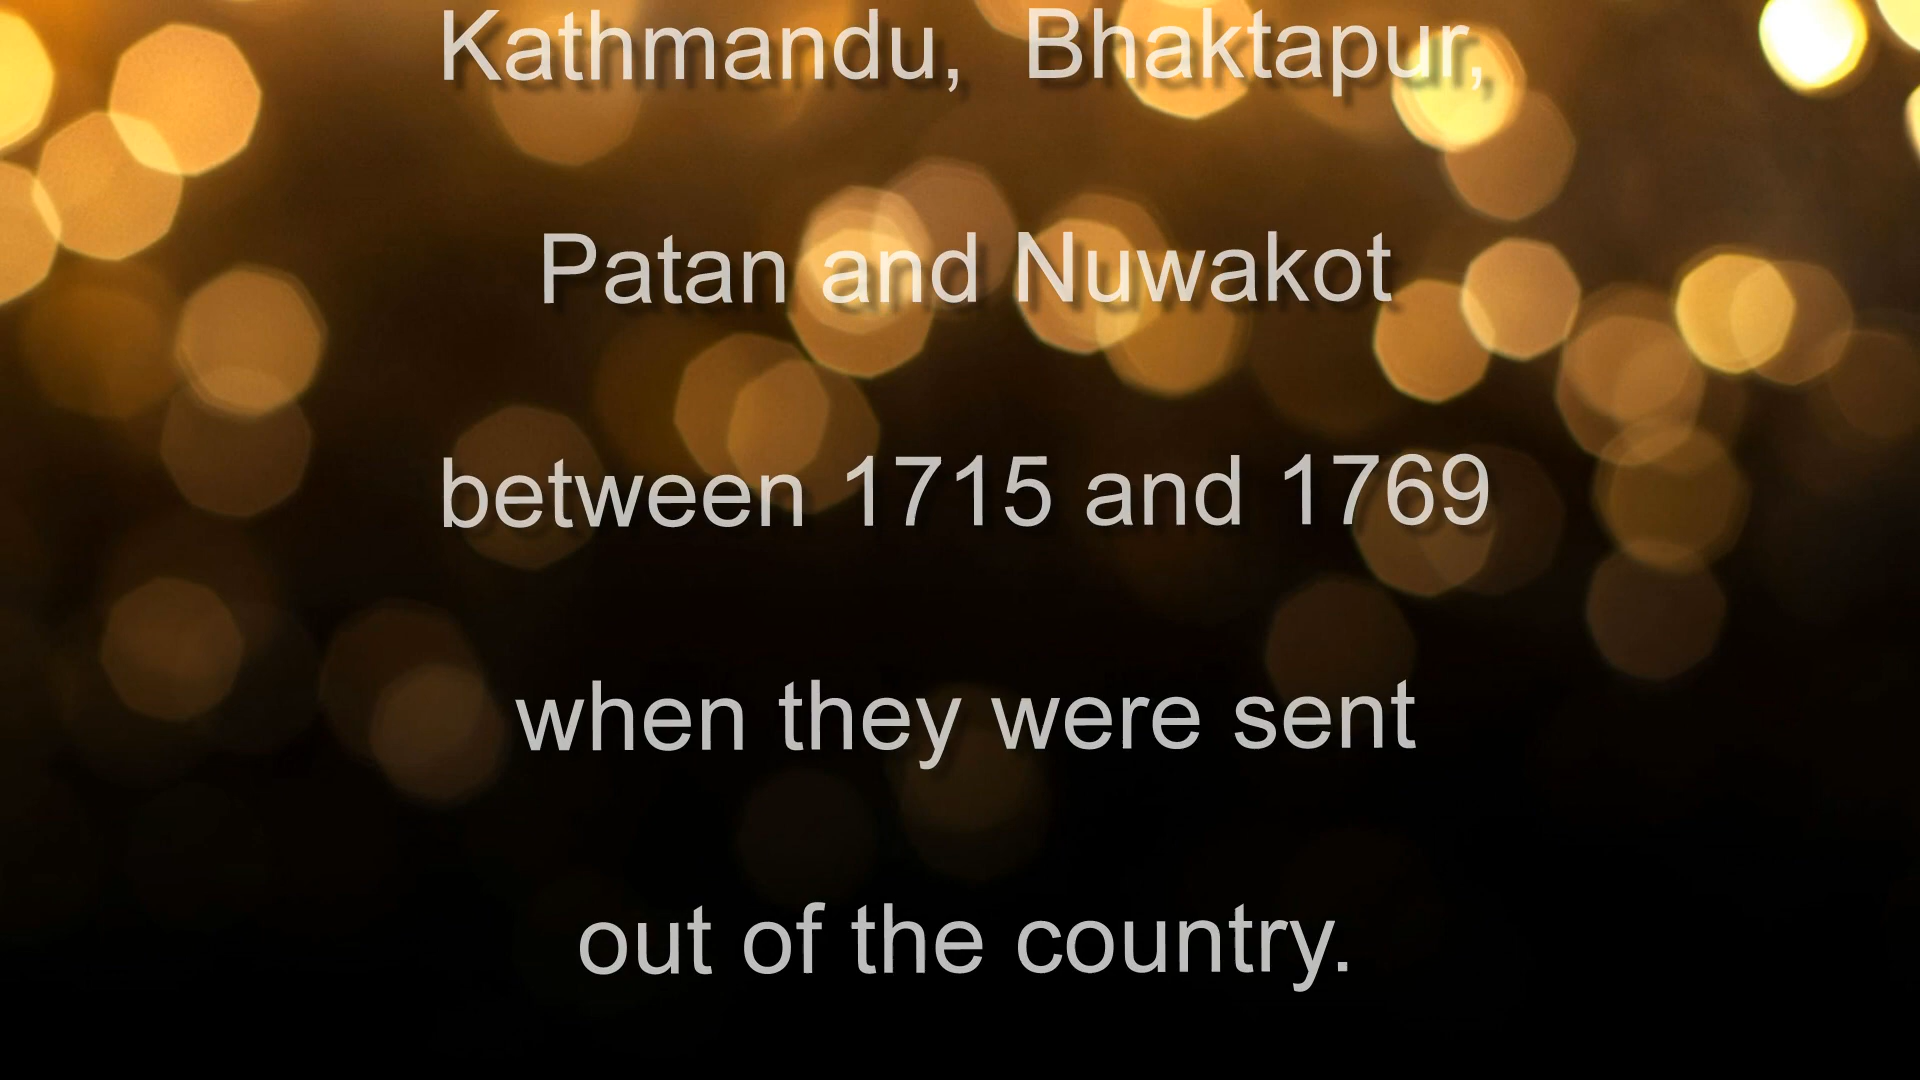 Kathmandu, Bhaktapur,
Patan and Nuwakot
between 1715 and 1769
when they were sent
out of the country.